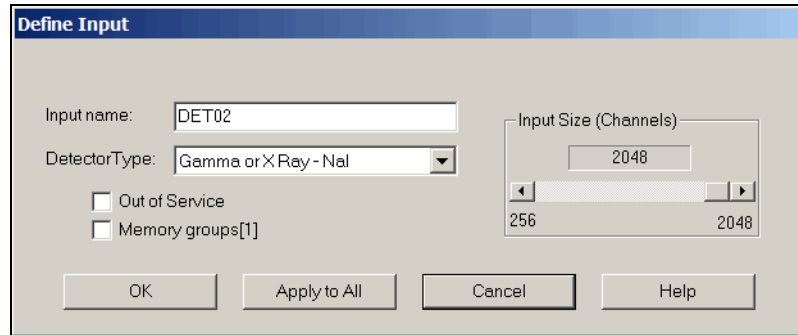 Define Input
Input name: DET02
DetectorType: Gamma or X Ray - NaI
Out of Service
Memory groups[1]
Input Size (Channels)
2048
256 2048
OK Apply to All Cancel Help